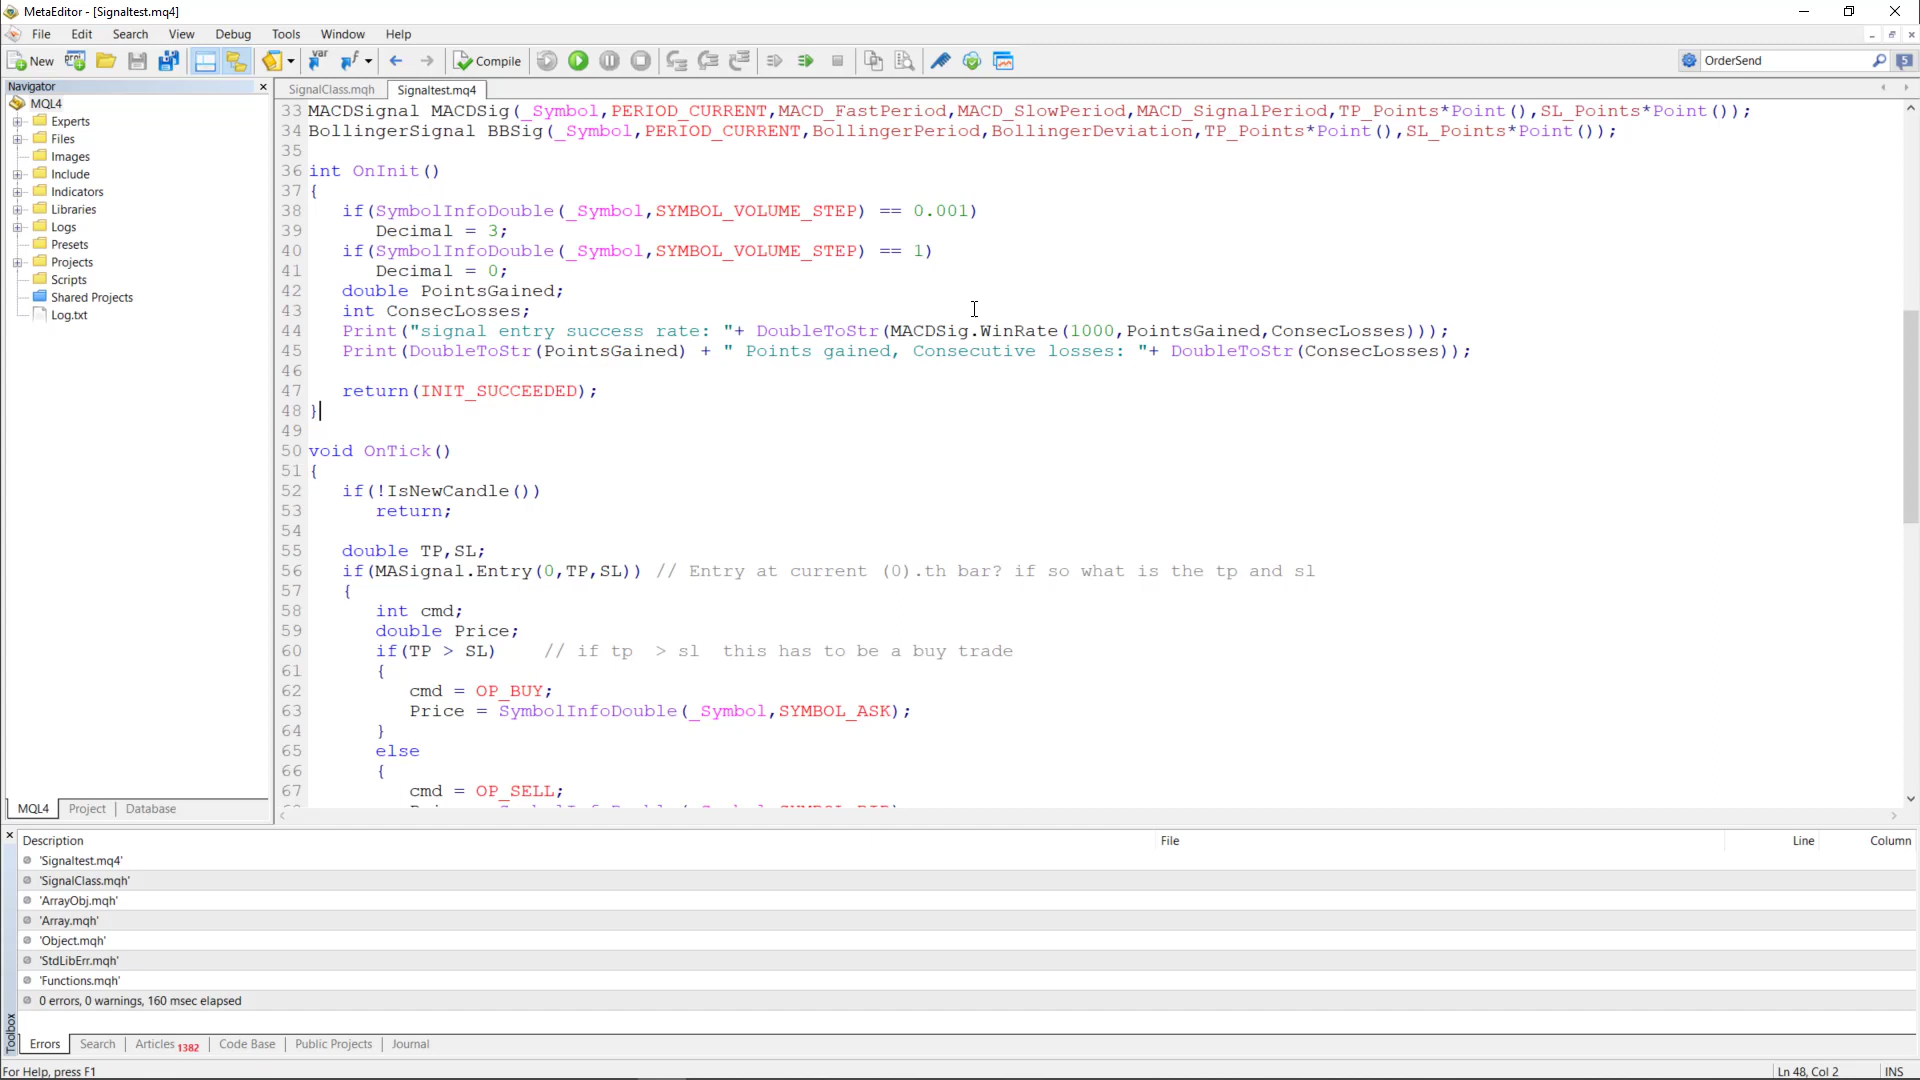 MetaEditor - [Signaltest.mq4]
File Edit Search View Debug Tools Window Help
New Compile OrderSend 5
Navigator
MQL4
Experts
Files
Images
Include
Indicators
Libraries
Logs
Presets
Projects
Scripts
Shared Projects
Log.txt
MQL4 Project Database
SignalClass.mqh Signaltest.mq4
33 MACDSignal MACDSig(_Symbol,PERIOD_CURRENT,MACD_FastPeriod,MACD_SlowPeriod,MACD_SignalPeriod,TP_Points*Point(),SL_Points*Point());
34 BollingerSignal BBSig(_Symbol,PERIOD_CURRENT,BollingerPeriod,BollingerDeviation,TP_Points*Point(),SL_Points*Point());
35
36 int OnInit()
37 {
38 if(SymbolInfoDouble(_Symbol,SYMBOL_VOLUME_STEP) == 0.001)
39 Decimal = 3;
40 if(SymbolInfoDouble(_Symbol,SYMBOL_VOLUME_STEP) == 1)
41 Decimal = 0;
42 double PointsGained;
43 int ConsecLosses;
44 Print("signal entry success rate: "+ DoubleToStr(MACDSig.WinRate(1000,PointsGained,ConsecLosses)));
45 Print(DoubleToStr(PointsGained) + " Points gained, Consecutive losses: "+ DoubleToStr(ConsecLosses));
46
47 return(INIT_SUCCEEDED);
48 }
49
50 void OnTick()
51 {
52 if(!IsNewCandle())
53 return;
54
55 double TP,SL;
56 if(MASignal.Entry(0,TP,SL)) // Entry at current (0).th bar? if so what is the tp and sl
57 {
58 int cmd;
59 double Price;
60 if(TP > SL) // if tp > sl this has to be a buy trade
61 {
62 cmd = OP_BUY;
63 Price = SymbolInfoDouble(_Symbol,SYMBOL_ASK);
64 }
65 else
66 {
67 cmd = OP_SELL;
Toolbox
Description File Line Column
'Signaltest.mq4'
'SignalClass.mqh'
'ArrayObj.mqh'
'Array.mqh'
'Object.mqh'
'StdLibErr.mqh'
'Functions.mqh'
0 errors, 0 warnings, 160 msec elapsed
Errors Search Articles 1382 Code Base Public Projects Journal
For Help, press F1 Ln 48, Col 2 INS